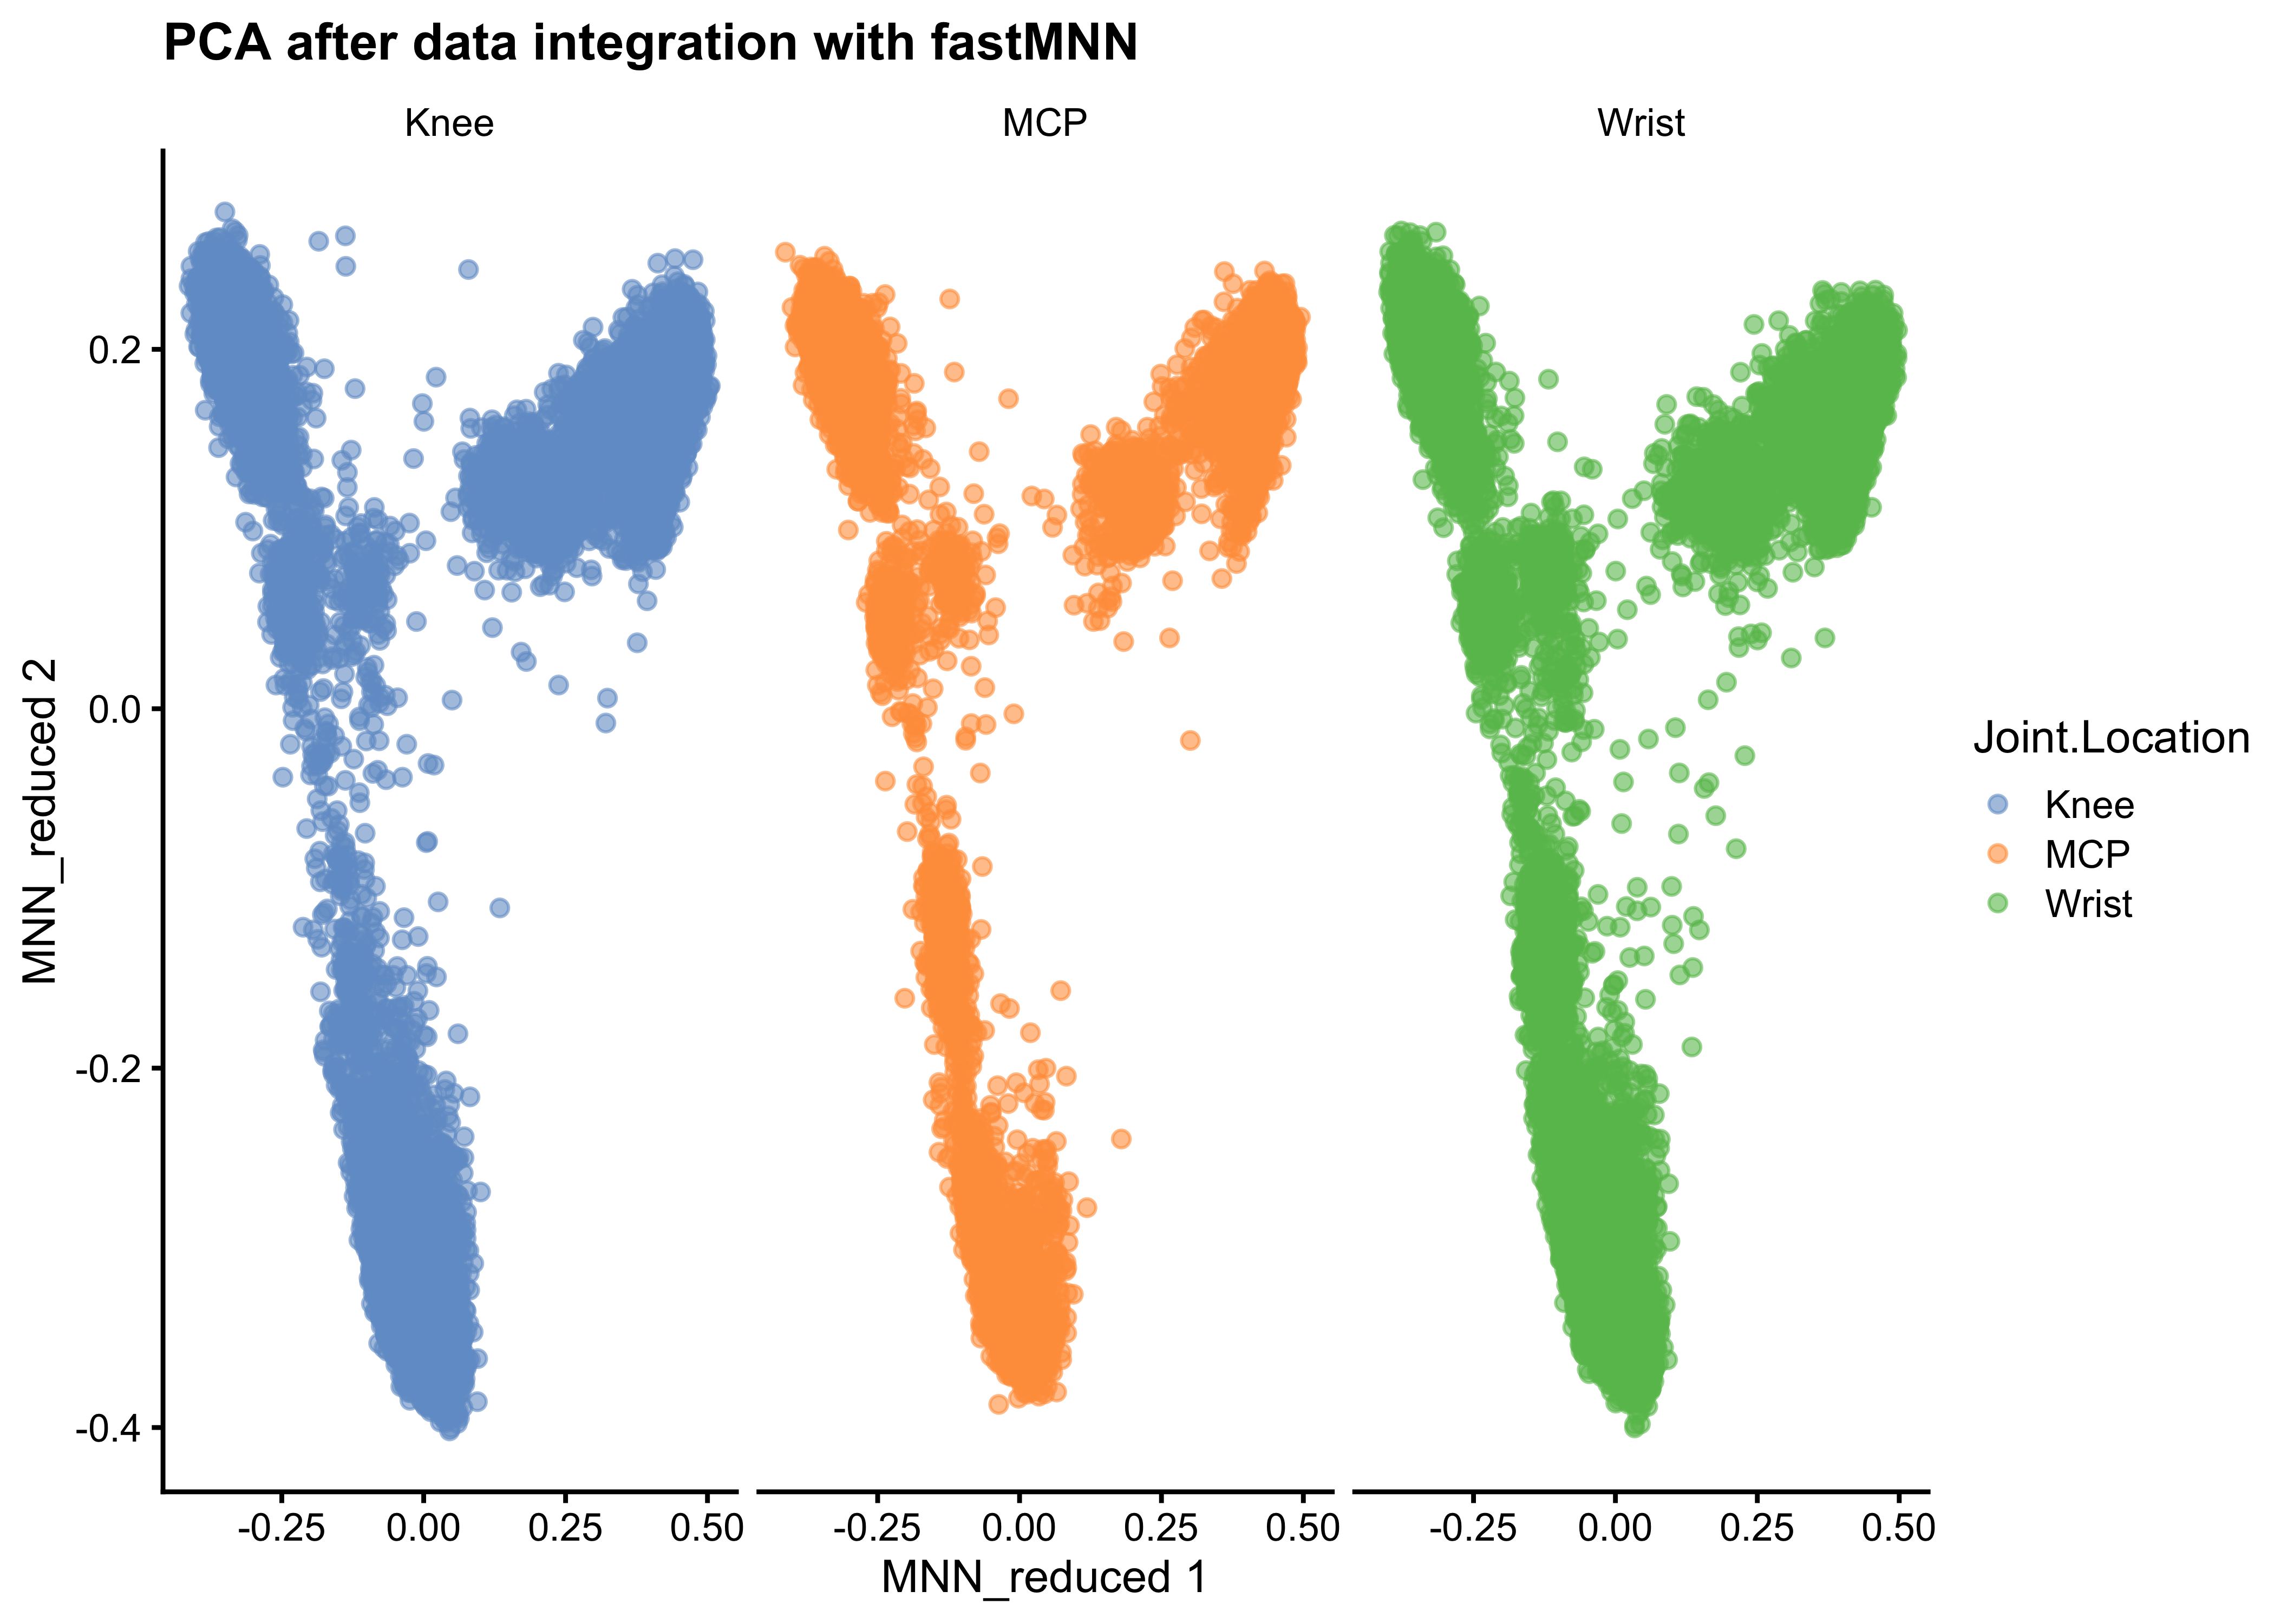 PCA after data integration with fastMNN
Knee
MCP
Wrist
MNN_reduced 2
0.2
0.0
-0.2
-0.4
-0.25 0.00 0.25 0.50
-0.25 0.00 0.25 0.50
-0.25 0.00 0.25 0.50
MNN_reduced 1
Joint.Location
Knee
MCP
Wrist